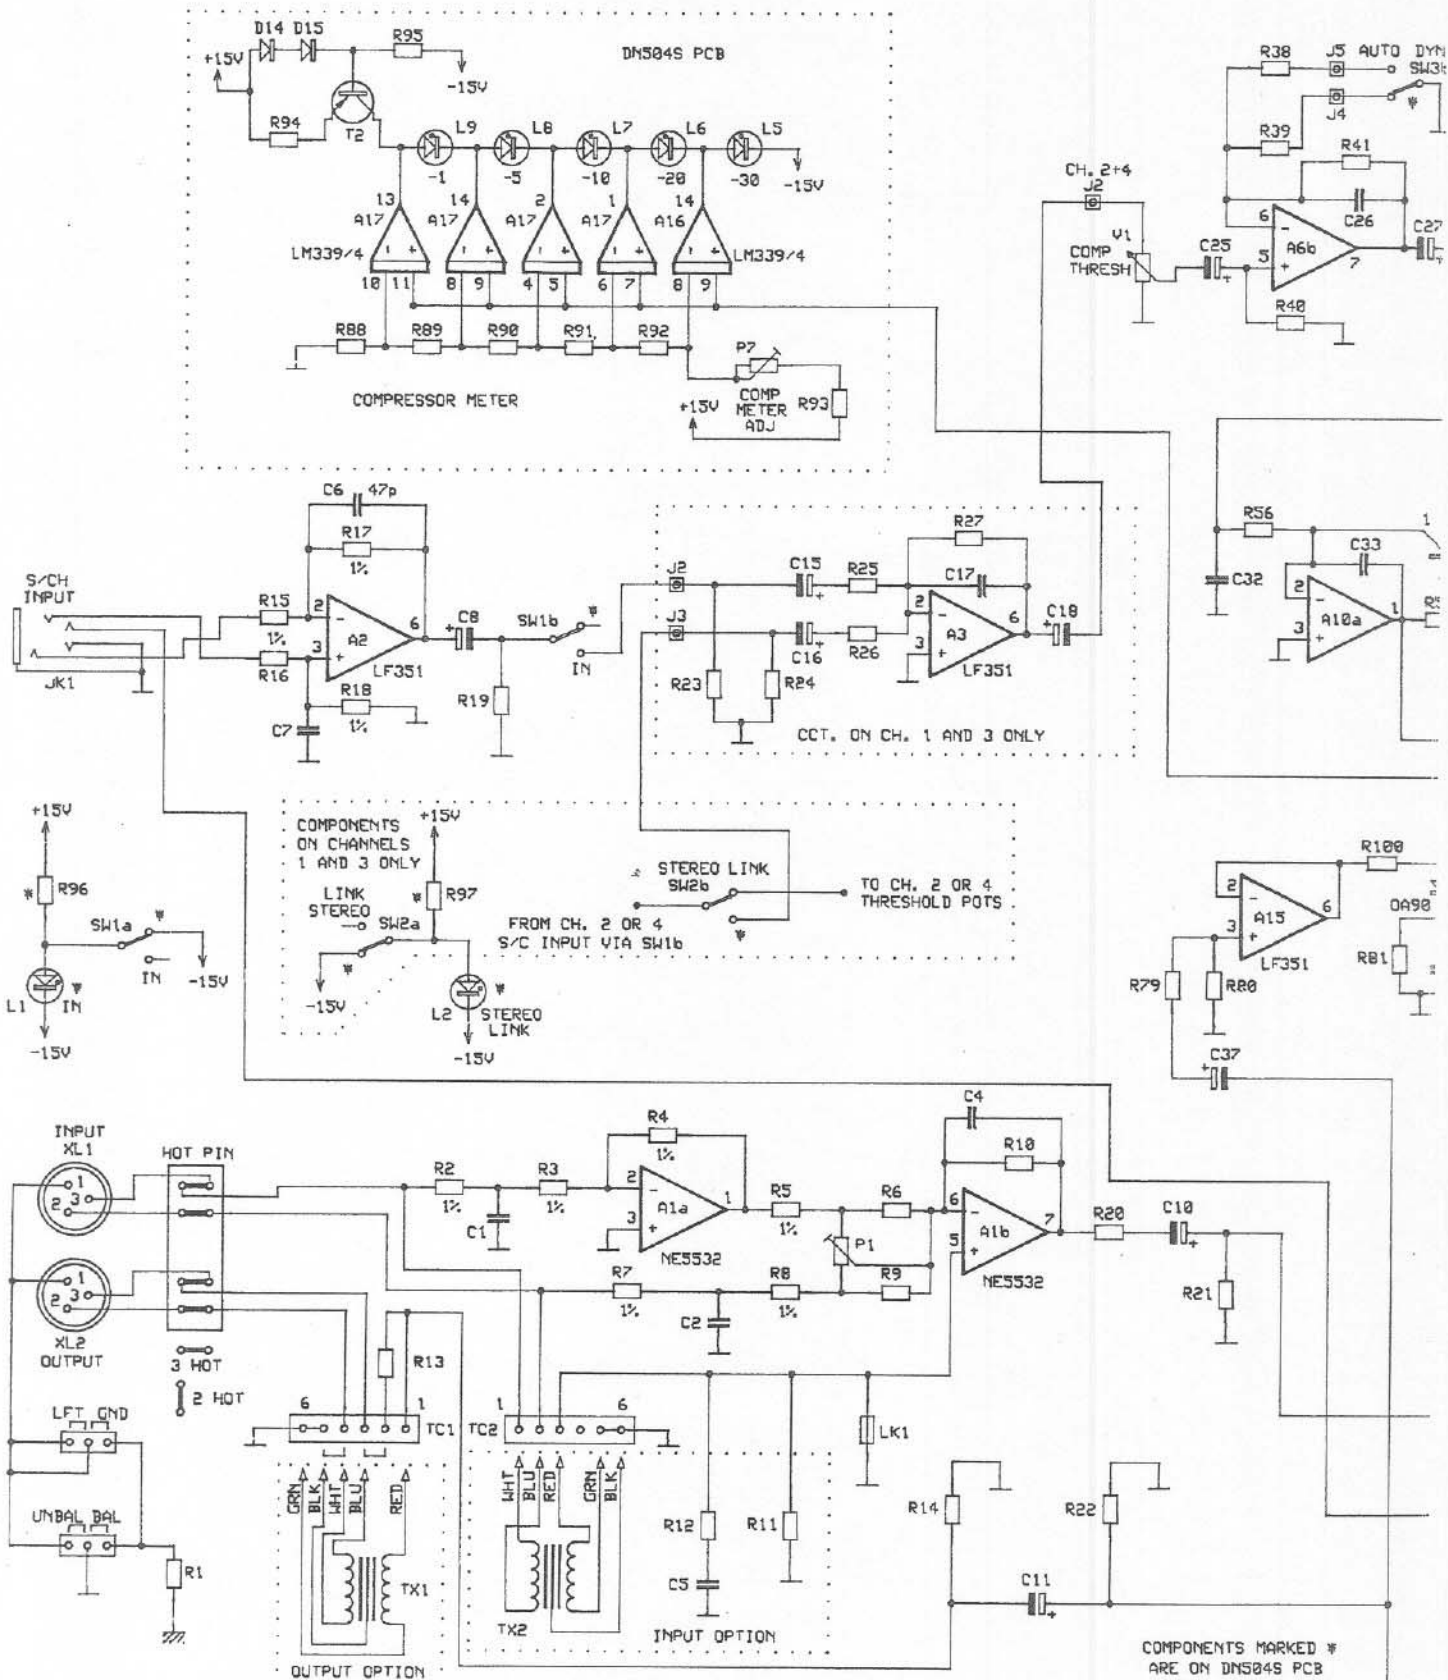 D14 D15
+15V
R95
-15V
DN504S PCB
R94
T2
L9 L8 L7 L6 L5
-1 -5 -10 -20 -30
-15V
13 14 2 1 14
A17 A17 A17 A17 A16
LM339/4
LM339/4
- + - + - + - + - +
10 11 8 9 4 5 6 7 8 9
R88 R89 R90 R91 R92
P7
COMP
METER
ADJ
+15V
R93
COMPRESSOR METER
CH. 2+4
J2
V1
COMP
THRESH
C25
+
R38 J5 AUTO DYN
R39 J4 *
R41
C26
6 -
5 +
A6b
7
C27
+
R40
R56
1
C33
C32
2 -
3 +
A10a
1
C6 47p
R17
1%
S/CH
INPUT
JK1
R15
1%
R16
2 -
3 +
A2
6
LF351
R18
1%
C7
+ C8
SW1b *
IN
R19
J2
J3
C15 +
R25
C16 +
R26
R27
C17
2 -
3 +
A3
6
LF351
C18
+
R23 R24
CCT. ON CH. 1 AND 3 ONLY
+15V
* R96
SW1a *
IN
-15V
L1 * IN
-15V
COMPONENTS
ON CHANNELS
1 AND 3 ONLY
+15V
* R97
LINK
STEREO
SW2a
*
-15V
L2 *
STEREO
LINK
-15V
STEREO LINK
SW2b
*
FROM CH. 2 OR 4
S/C INPUT VIA SW1b
TO CH. 2 OR 4
THRESHOLD POTS
2 -
3 +
A15
6
LF351
R100
OA90
R81
R79 R80
+ C37
INPUT
XL1
1
3
2
HOT PIN
XL2
OUTPUT
1
3
2
3 HOT
2 HOT
LFT GND
UNBAL BAL
R1
R2
1%
C1
R3
1%
R4
1%
2 -
3 +
A1a
1
NE5532
R5
1%
R6
P1
R7
1%
C2
R8
1%
R9
C4
R10
6 -
5 +
A1b
7
NE5532
R20
C10
+
R21
R13
6 1
TC1
1 6
TC2
GRN
BLK
WHT
BLU
RED
TX1
OUTPUT OPTION
WHT
BLU
RED
GRN
BLK
TX2
R12
C5
R11
INPUT OPTION
LK1
R14
R22
C11
+
COMPONENTS MARKED *
ARE ON DN504S PCB